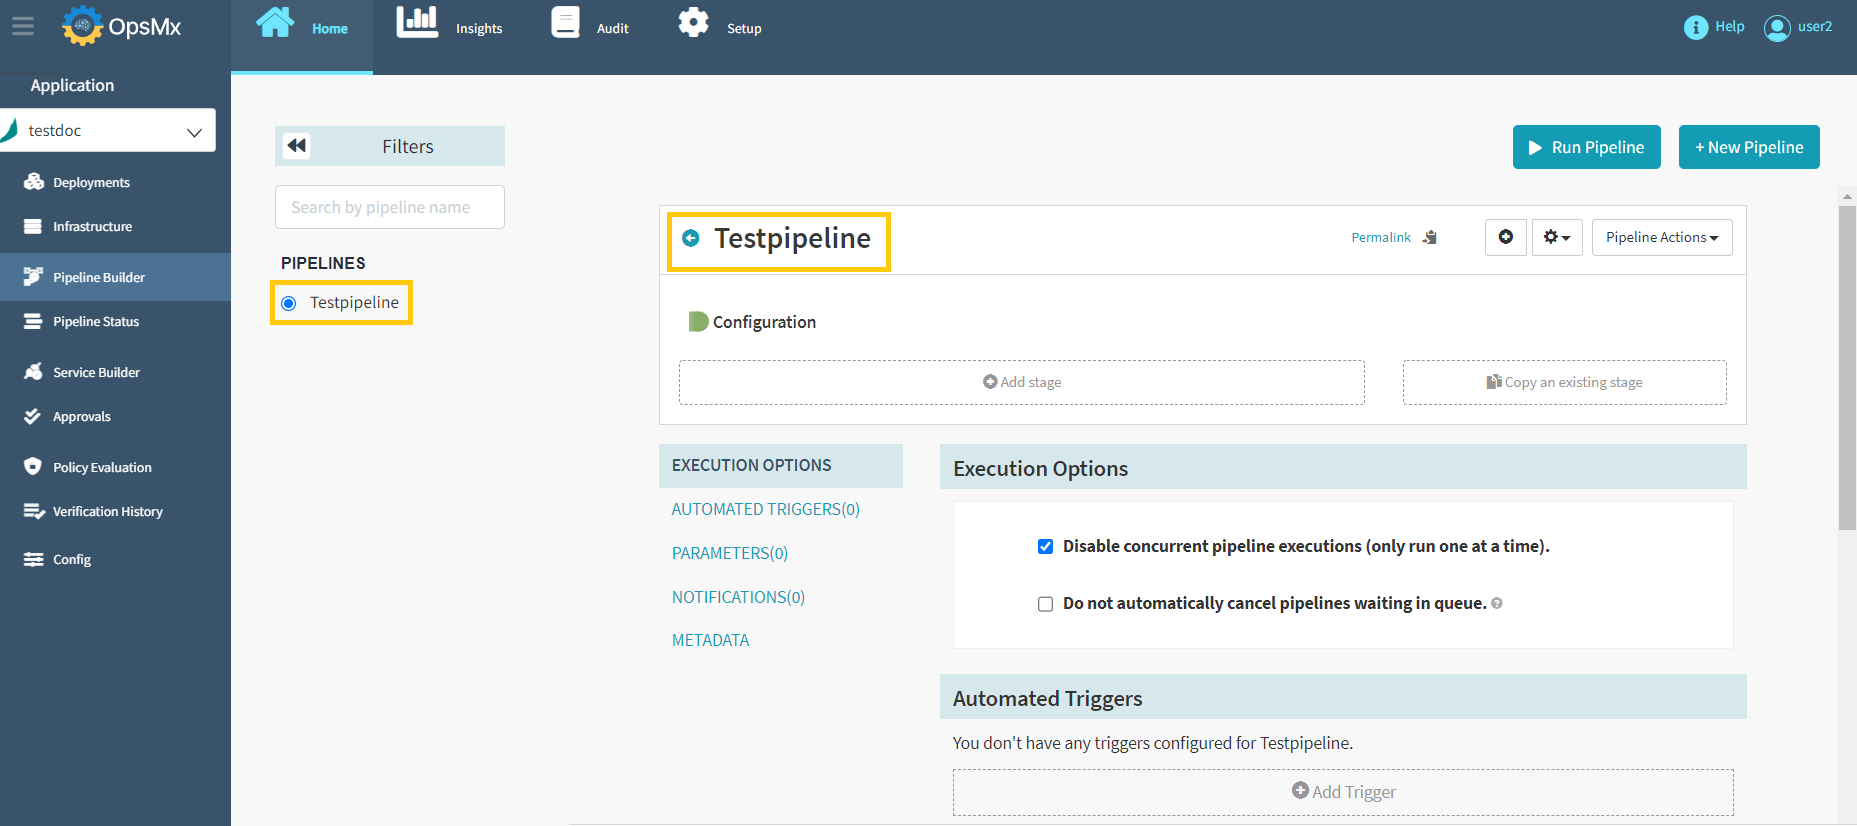 OpsMx
Home
Insights
Audit
Setup
Help
user2
Application
testdoc
Deployments
Infrastructure
Pipeline Builder
Pipeline Status
Service Builder
Approvals
Policy Evaluation
Verification History
Config
Filters
Search by pipeline name
PIPELINES
Testpipeline
Run Pipeline
+ New Pipeline
Testpipeline
Permalink
Pipeline Actions
Configuration
Add stage
Copy an existing stage
EXECUTION OPTIONS
AUTOMATED TRIGGERS(0)
PARAMETERS(0)
NOTIFICATIONS(0)
METADATA
Execution Options
Disable concurrent pipeline executions (only run one at a time).
Do not automatically cancel pipelines waiting in queue.
Automated Triggers
You don't have any triggers configured for Testpipeline.
Add Trigger